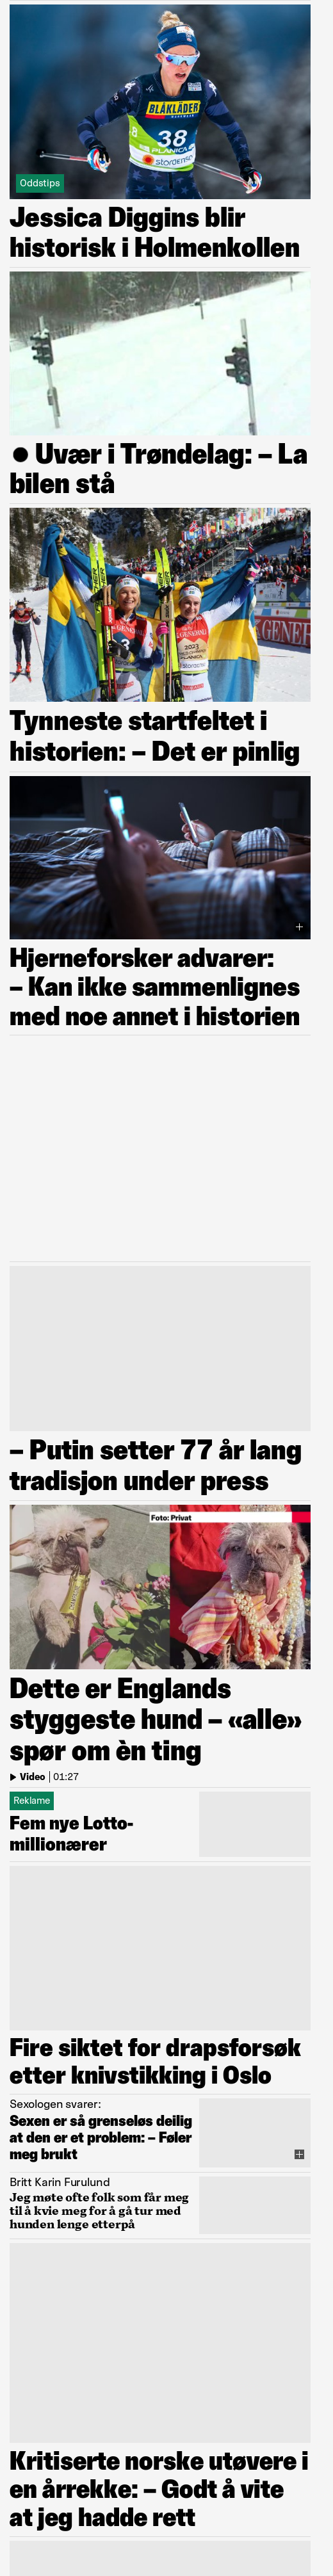 BLÅKLÄDER
38
PLANICA
storaenso
Oddstips
Jessica Diggins blir
historisk i Holmenkollen
● Uvær i Trøndelag: – La
bilen stå
2023
Tynneste startfeltet i
historien: – Det er pinlig
Hjerneforsker advarer:
– Kan ikke sammenlignes
med noe annet i historien
– Putin setter 77 år lang
tradisjon under press
Foto: Privat
Dette er Englands
styggeste hund – «alle»
spør om èn ting
Video | 01:27
Reklame
Fem nye Lotto-
millionærer
Fire siktet for drapsforsøk
etter knivstikking i Oslo
Sexologen svarer:
Sexen er så grenseløs deilig
at den er et problem: – Føler
meg brukt
Britt Karin Furulund
Jeg møte ofte folk som får meg
til å kvie meg for å gå tur med
hunden lenge etterpå
Kritiserte norske utøvere i
en årrekke: – Godt å vite
at jeg hadde rett